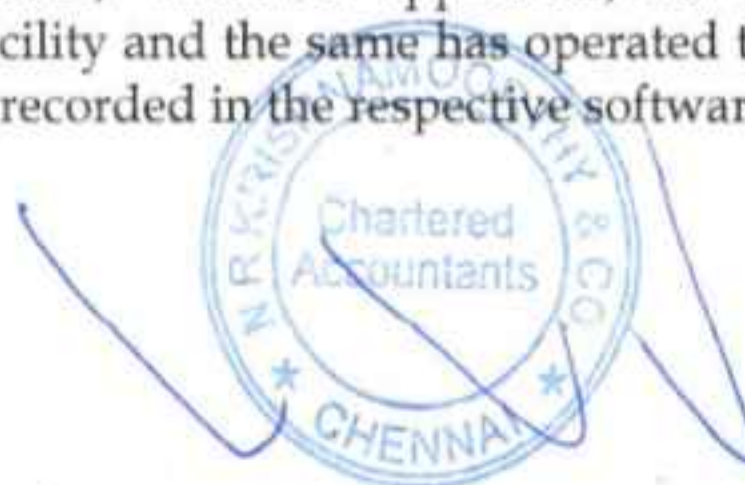 cility and the same has operated t
recorded in the respective softwar
N R KRISHNAMOORTHY & CO
Chartered
Accountants
★ CHENNAI ★